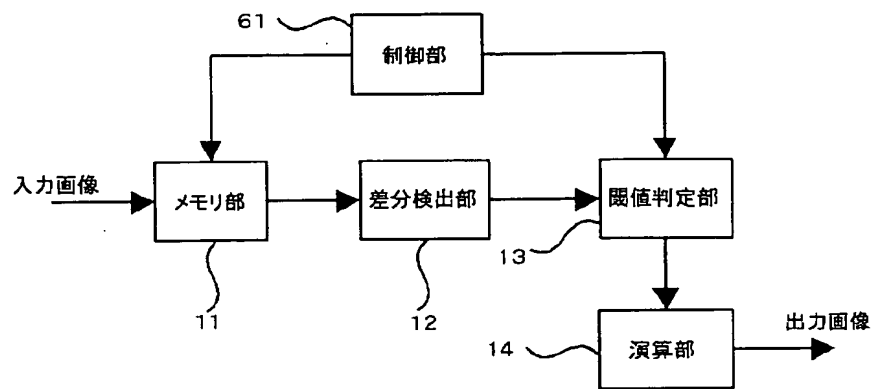 61
制御部
入力画像
メモリ部
差分検出部
閾値判定部
11
12
13
14
演算部
出力画像